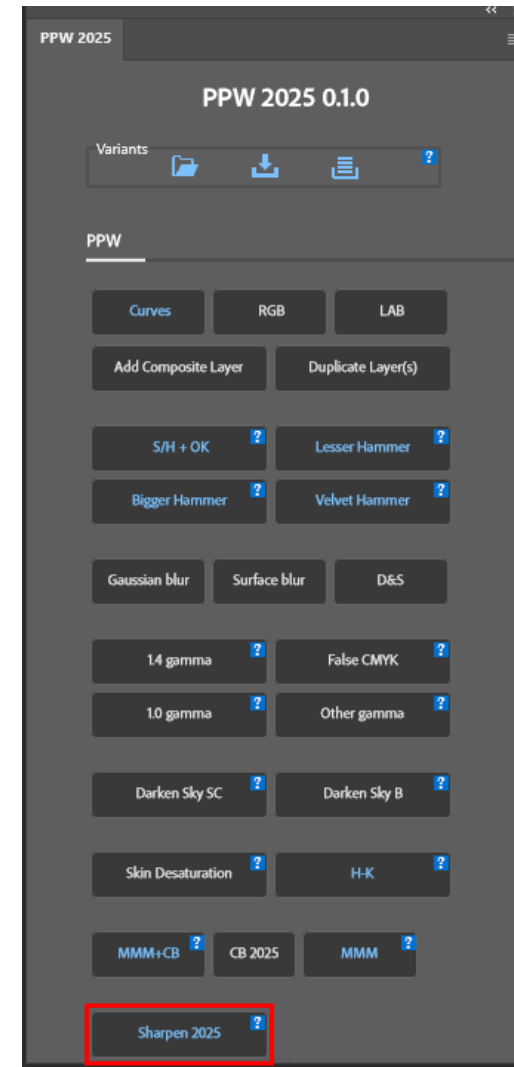 PPW 2025
PPW 2025 0.1.0
Variants ?
PPW
Curves RGB LAB
Add Composite Layer Duplicate Layer(s)
S/H + OK ? Lesser Hammer ?
Bigger Hammer ? Velvet Hammer ?
Gaussian blur Surface blur D&S
1.4 gamma ? False CMYK ?
1.0 gamma ? Other gamma ?
Darken Sky SC ? Darken Sky B ?
Skin Desaturation ? H-K ?
MMM+CB ? CB 2025 MMM ?
Sharpen 2025 ?